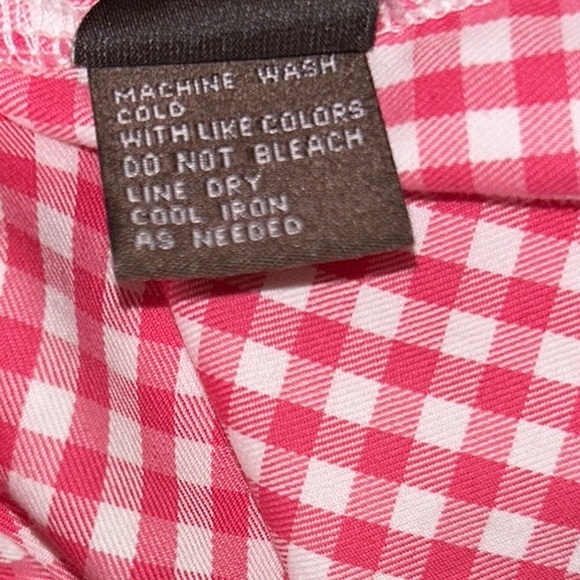 MACHINE WASH
COLD
WITH LIKE COLORS
DO NOT BLEACH
LINE DRY
COOL IRON
AS NEEDED